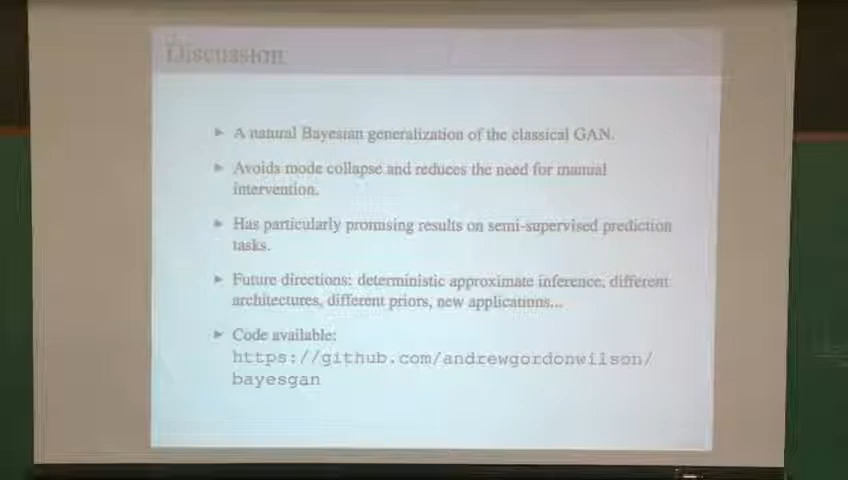 Discussion
► A natural Bayesian generalization of the classical GAN.
► Avoids mode collapse and reduces the need for manual
intervention.
► Has particularly promising results on semi-supervised prediction
tasks.
► Future directions: deterministic approximate inference, different
architectures, different priors, new applications...
► Code available:
https://github.com/andrewgordonwilson/
bayesgan